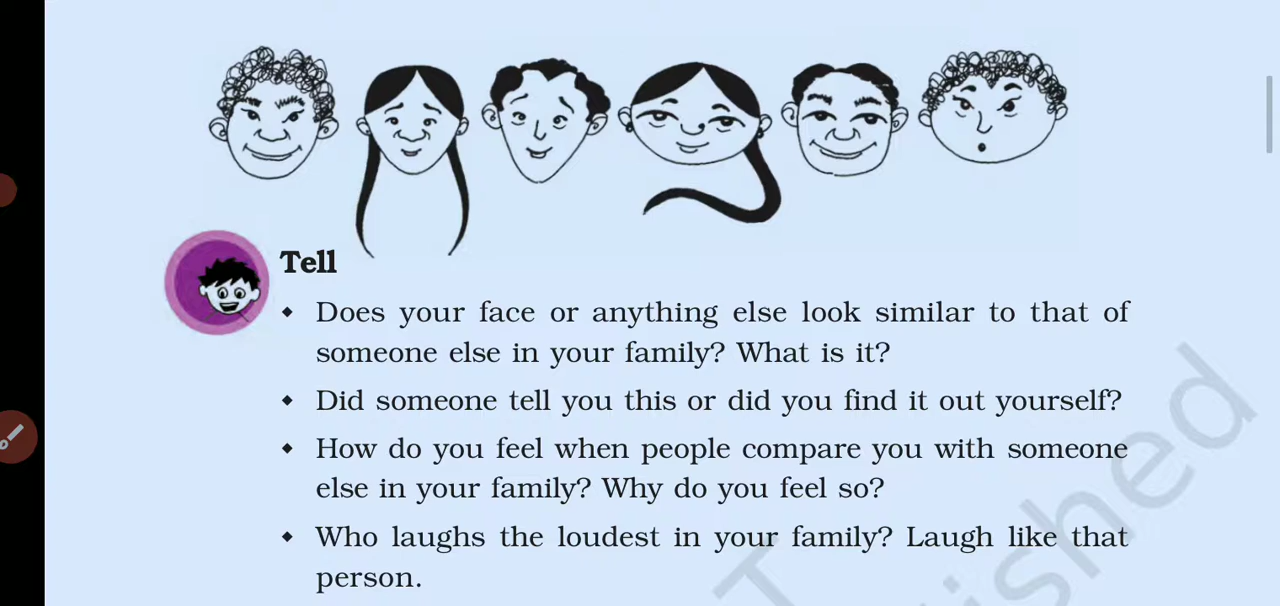 Tell
◆ Does your face or anything else look similar to that of
someone else in your family? What is it?
◆ Did someone tell you this or did you find it out yourself?
◆ How do you feel when people compare you with someone
else in your family? Why do you feel so?
◆ Who laughs the loudest in your family? Laugh like that
person.